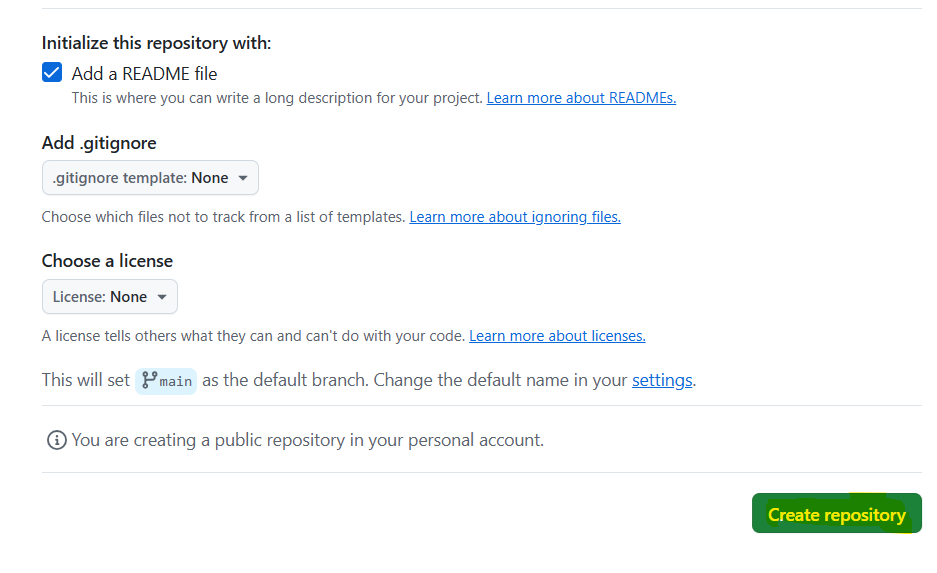 Initialize this repository with:
Add a README file
This is where you can write a long description for your project. Learn more about READMEs.
Add .gitignore
.gitignore template: None
Choose which files not to track from a list of templates. Learn more about ignoring files.
Choose a license
License: None
A license tells others what they can and can't do with your code. Learn more about licenses.
This will set main as the default branch. Change the default name in your settings.
You are creating a public repository in your personal account.
Create repository